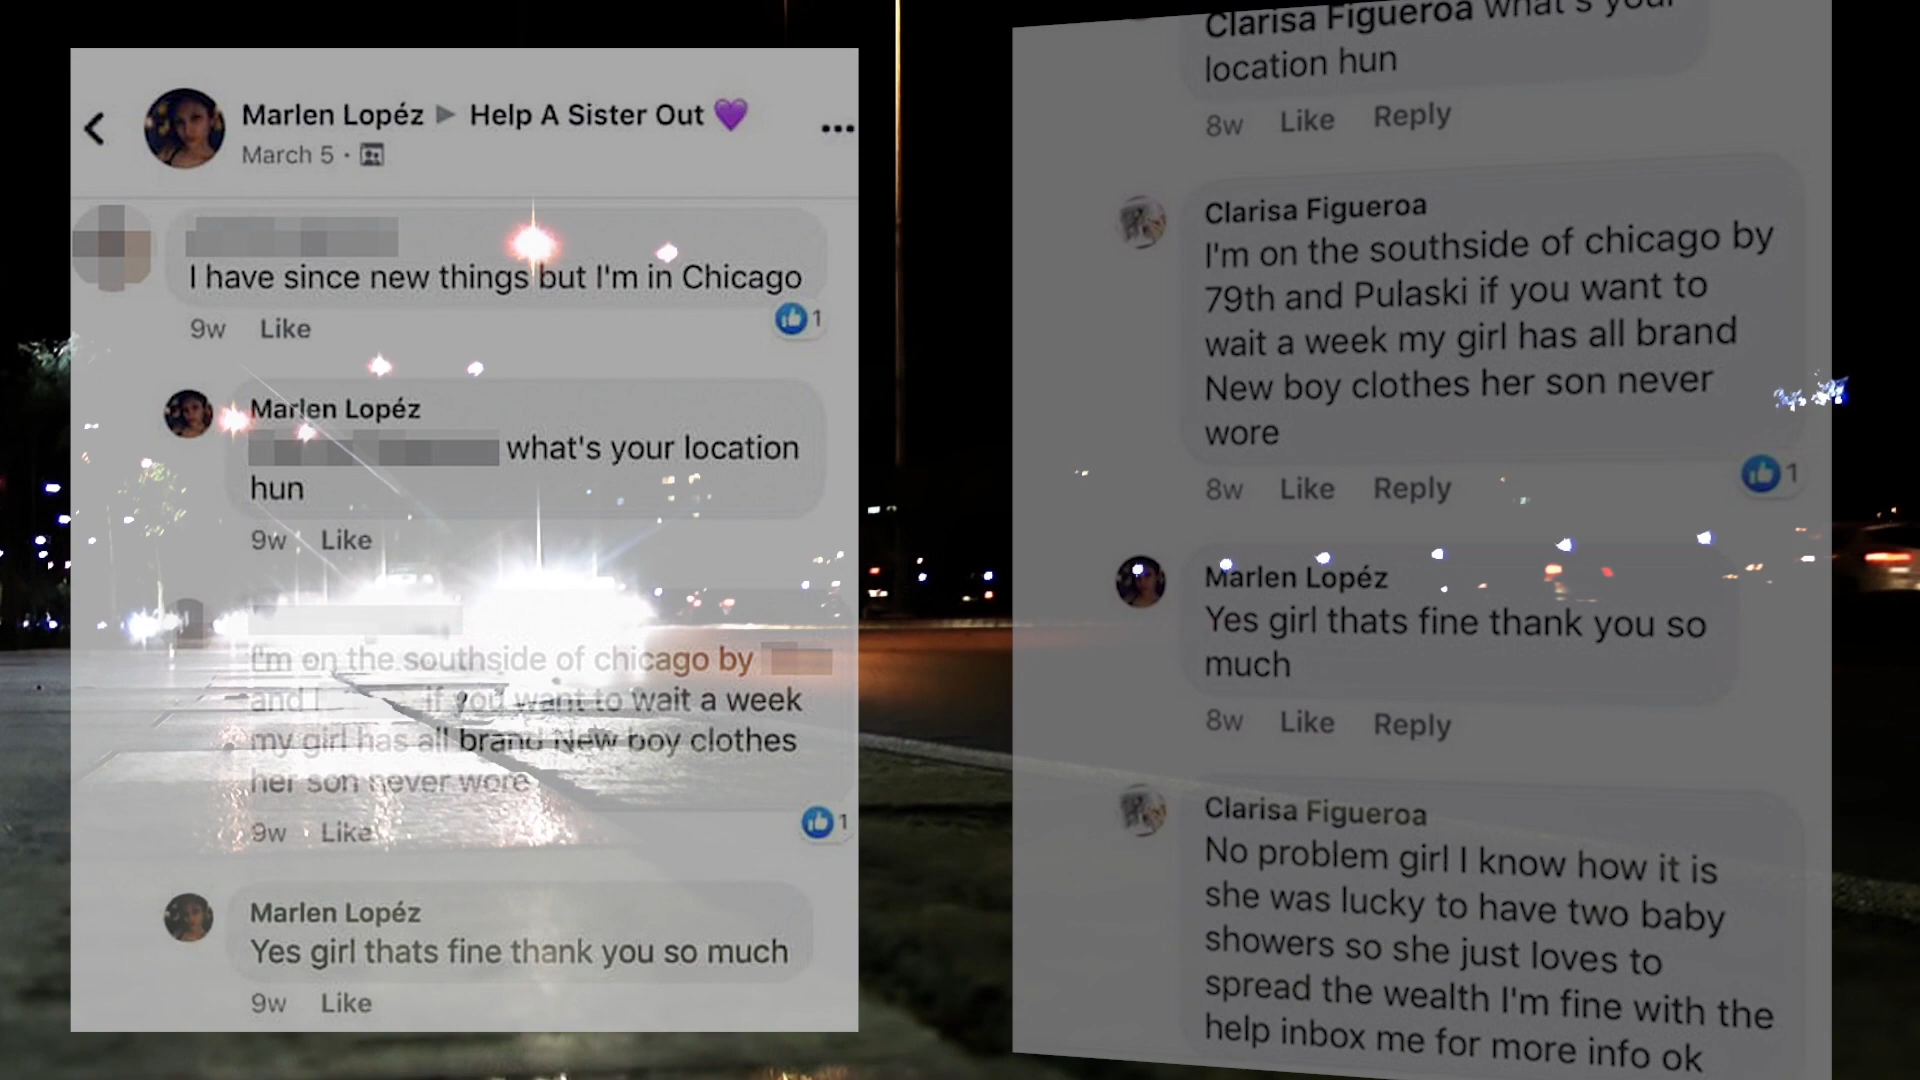 Marlen Lopéz ▸ Help A Sister Out 💜
March 5 ·
I have since new things but I'm in Chicago
9w Like
1
Marlen Lopéz
what's your location
hun
9w Like
I'm on the southside of chicago by
and if you want to wait a week
my girl has all brand New boy clothes
her son never wore
9w Like
1
Marlen Lopéz
Yes girl thats fine thank you so much
9w Like
Clarisa Figueroa what's your
location hun
8w Like Reply
Clarisa Figueroa
I'm on the southside of chicago by
79th and Pulaski if you want to
wait a week my girl has all brand
New boy clothes her son never
wore
8w Like Reply
1
Marlen Lopéz
Yes girl thats fine thank you so
much
8w Like Reply
Clarisa Figueroa
No problem girl I know how it is
she was lucky to have two baby
showers so she just loves to
spread the wealth I'm fine with the
help inbox me for more info ok